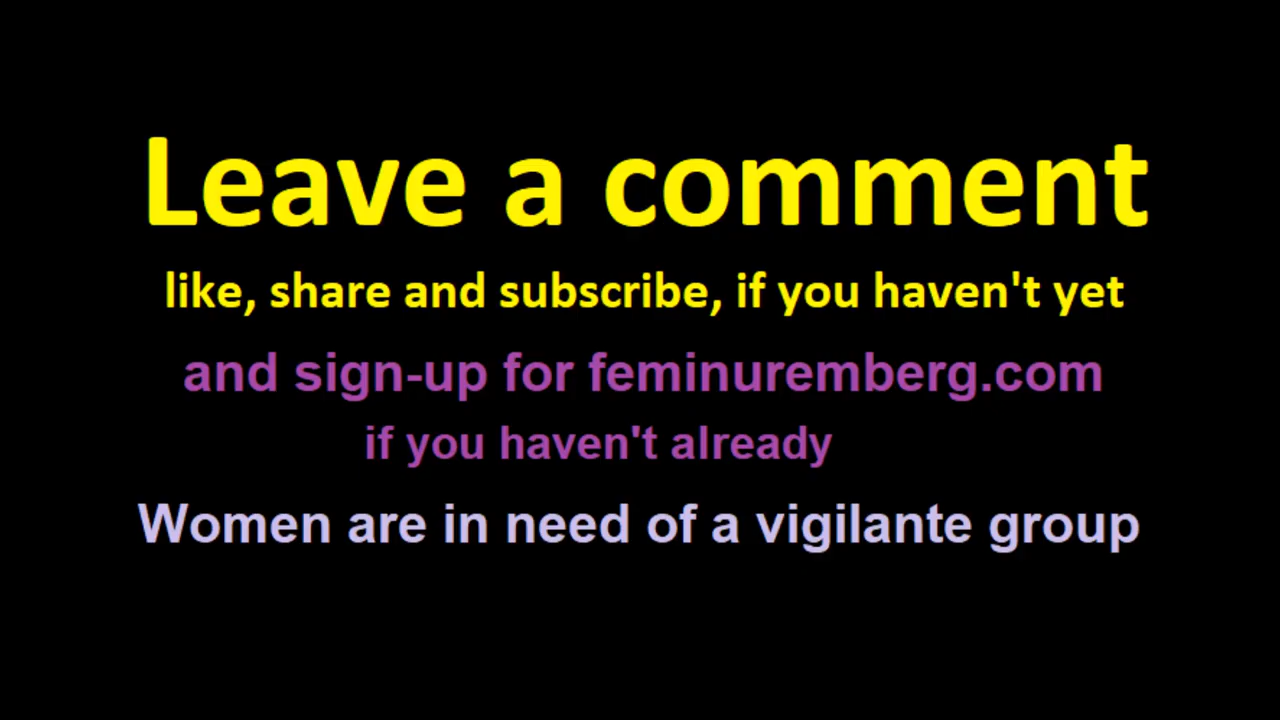 Leave a comment
like, share and subscribe, if you haven't yet
and sign-up for feminuremberg.com
if you haven't already
Women are in need of a vigilante group